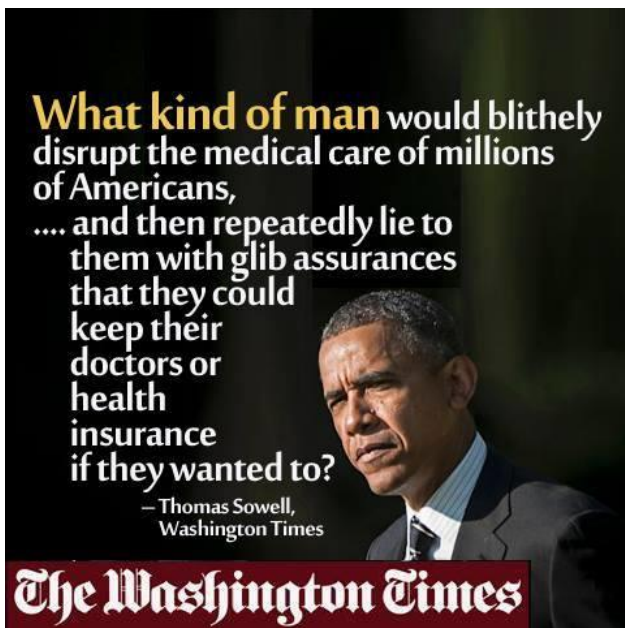 What kind of man would blithely
disrupt the medical care of millions
of Americans,
.... and then repeatedly lie to
them with glib assurances
that they could
keep their
doctors or
health
insurance
if they wanted to?
– Thomas Sowell,
Washington Times
The Washington Times